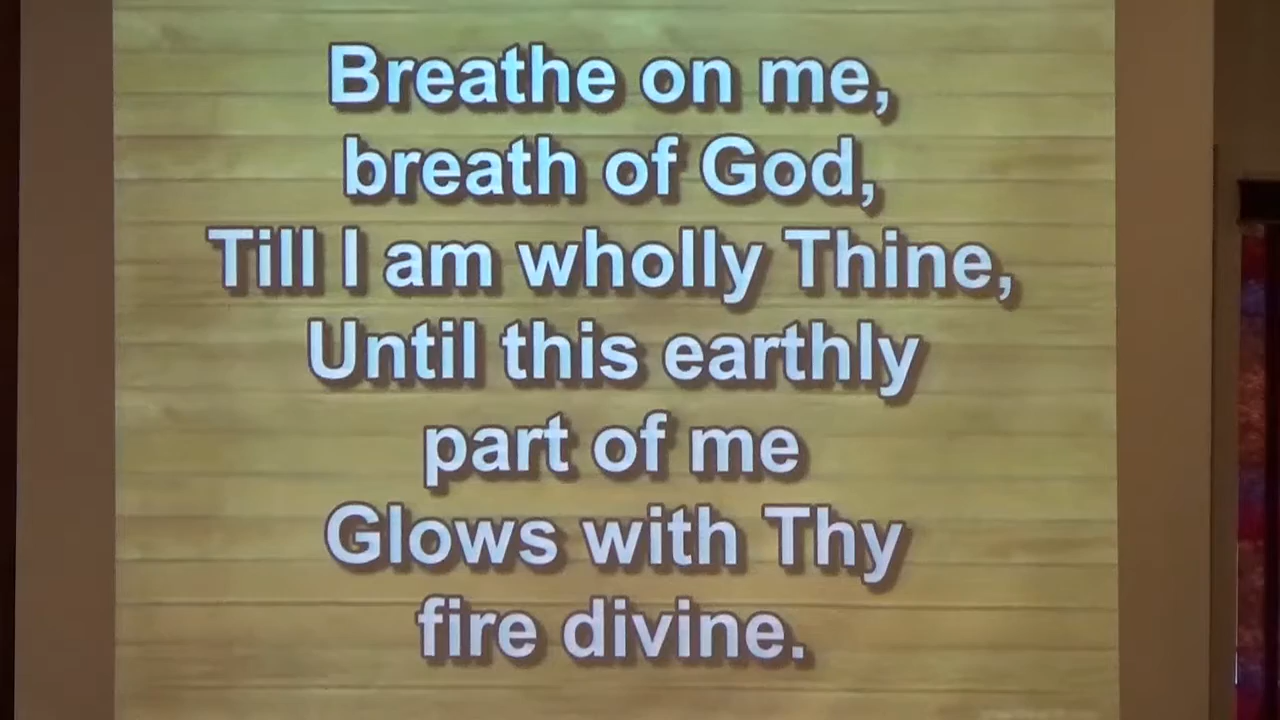 Breathe on me,
breath of God,
Till I am wholly Thine,
Until this earthly
part of me
Glows with Thy
fire divine.